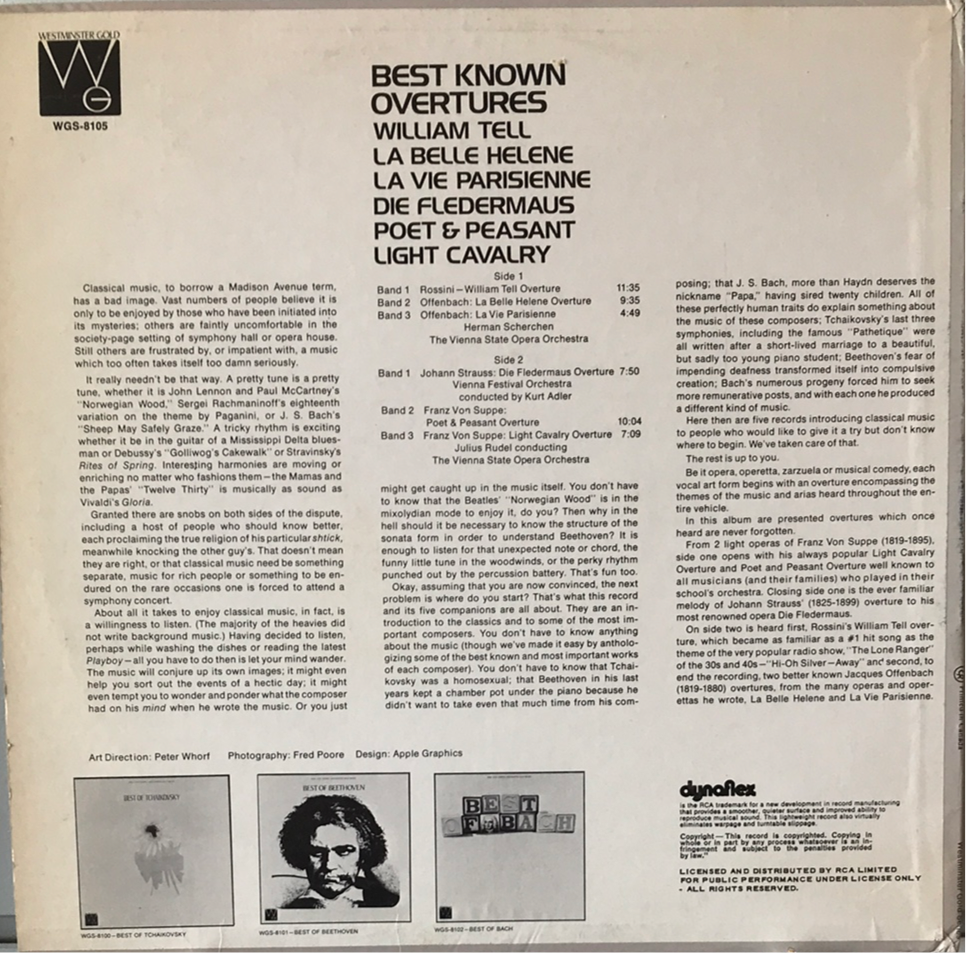 WESTMINSTER GOLD
WG
WGS-8105
BEST KNOWN
OVERTURES
WILLIAM TELL
LA BELLE HELENE
LA VIE PARISIENNE
DIE FLEDERMAUS
POET & PEASANT
LIGHT CAVALRY
Side 1
Band 1 Rossini–William Tell Overture 11:35
Band 2 Offenbach: La Belle Helene Overture 9:35
Band 3 Offenbach: La Vie Parisienne 4:49
Herman Scherchen
The Vienna State Opera Orchestra
Side 2
Band 1 Johann Strauss: Die Fledermaus Overture 7:50
Vienna Festival Orchestra
conducted by Kurt Adler
Band 2 Franz Von Suppe:
Poet & Peasant Overture 10:04
Band 3 Franz Von Suppe: Light Cavalry Overture 7:09
Julius Rudel conducting
The Vienna State Opera Orchestra
Classical music, to borrow a Madison Avenue term,
has a bad image. Vast numbers of people believe it is
only to be enjoyed by those who have been initiated into
its mysteries; others are faintly uncomfortable in the
society-page setting of symphony hall or opera house.
Still others are frustrated by, or impatient with, a music
which too often takes itself too damn seriously.
It really needn't be that way. A pretty tune is a pretty
tune, whether it is John Lennon and Paul McCartney's
"Norwegian Wood," Sergei Rachmaninoff's eighteenth
variation on the theme by Paganini, or J. S. Bach's
"Sheep May Safely Graze." A tricky rhythm is exciting
whether it be in the guitar of a Mississippi Delta blues-
man or Debussy's "Golliwog's Cakewalk" or Stravinsky's
Rites of Spring. Interesting harmonies are moving or
enriching no matter who fashions them–the Mamas and
the Papas' "Twelve Thirty" is musically as sound as
Vivaldi's Gloria.
Granted there are snobs on both sides of the dispute,
including a host of people who should know better,
each proclaiming the true religion of his particular shtick,
meanwhile knocking the other guy's. That doesn't mean
they are right, or that classical music need be something
separate, music for rich people or something to be en-
dured on the rare occasions one is forced to attend a
symphony concert.
About all it takes to enjoy classical music, in fact, is
a willingness to listen. (The majority of the heavies did
not write background music.) Having decided to listen,
perhaps while washing the dishes or reading the latest
Playboy–all you have to do then is let your mind wander.
The music will conjure up its own images; it might even
help you sort out the events of a hectic day; it might
even tempt you to wonder and ponder what the composer
had on his mind when he wrote the music. Or you just
might get caught up in the music itself. You don't have
to know that the Beatles' "Norwegian Wood" is in the
mixolydian mode to enjoy it, do you? Then why in the
hell should it be necessary to know the structure of the
sonata form in order to understand Beethoven? It is
enough to listen for that unexpected note or chord, the
funny little tune in the woodwinds, or the perky rhythm
punched out by the percussion battery. That's fun too.
Okay, assuming that you are now convinced, the next
problem is where do you start? That's what this record
and its five companions are all about. They are an in-
troduction to the classics and to some of the most im-
portant composers. You don't have to know anything
about the music (though we've made it easy by antholo-
gizing some of the best known and most important works
of each composer). You don't have to know that Tchai-
kovsky was a homosexual; that Beethoven in his last
years kept a chamber pot under the piano because he
didn't want to take even that much time from his com-
posing; that J. S. Bach, more than Haydn deserves the
nickname "Papa," having sired twenty children. All of
these perfectly human traits do explain something about
the music of these composers; Tchaikovsky's last three
symphonies, including the famous "Pathetique" were
all written after a short-lived marriage to a beautiful,
but sadly too young piano student; Beethoven's fear of
impending deafness transformed itself into compulsive
creation; Bach's numerous progeny forced him to seek
more remunerative posts, and with each one he produced
a different kind of music.
Here then are five records introducing classical music
to people who would like to give it a try but don't know
where to begin. We've taken care of that.
The rest is up to you.
Be it opera, operetta, zarzuela or musical comedy, each
vocal art form begins with an overture encompassing the
themes of the music and arias heard throughout the en-
tire vehicle.
In this album are presented overtures which once
heard are never forgotten.
From 2 light operas of Franz Von Suppe (1819-1895),
side one opens with his always popular Light Cavalry
Overture and Poet and Peasant Overture well known to
all musicians (and their families) who played in their
school's orchestra. Closing side one is the ever familiar
melody of Johann Strauss' (1825-1899) overture to his
most renowned opera Die Fledermaus.
On side two is heard first, Rossini's William Tell over-
ture, which became as familiar as a #1 hit song as the
theme of the very popular radio show, "The Lone Ranger"
of the 30s and 40s–"Hi-Oh Silver–Away" and second, to
end the recording, two better known Jacques Offenbach
(1819-1880) overtures, from the many operas and oper-
ettas he wrote, La Belle Helene and La Vie Parisienne.
Art Direction: Peter Whorf Photography: Fred Poore Design: Apple Graphics
BEST OF TCHAIKOVSKY
BEST OF BEETHOVEN
BEST
OF BACH
WGS-8100–BEST OF TCHAIKOVSKY
WGS-8101–BEST OF BEETHOVEN
WGS-8102–BEST OF BACH
dynaflex
is the RCA trademark for a new development in record manufacturing
that provides a smoother, quieter surface and improved ability to
reproduce musical sound. This lightweight record also virtually
eliminates warpage and turntable slippage.
Copyright—This record is copyrighted. Copying in
whole or in part by any process whatsoever is an in-
fringement and subject to the penalties provided
by law."
LICENSED AND DISTRIBUTED BY RCA LIMITED
FOR PUBLIC PERFORMANCE UNDER LICENSE ONLY
- ALL RIGHTS RESERVED.